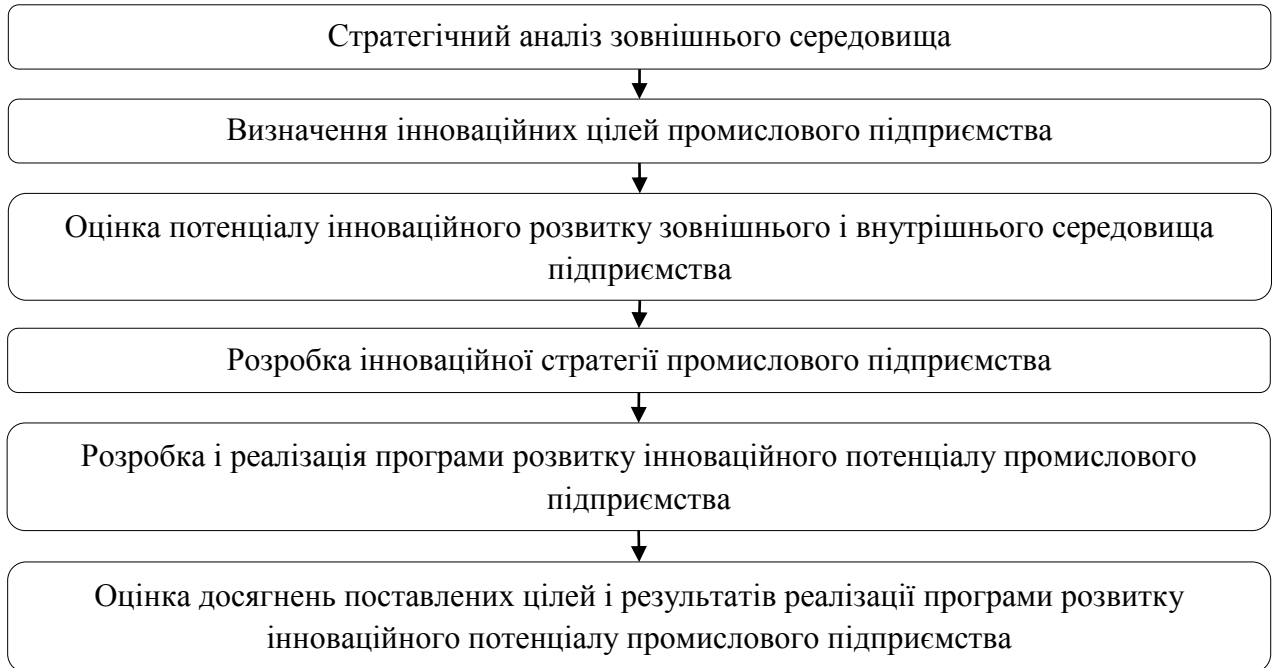 Стратегічний аналіз зовнішнього середовища
Визначення інноваційних цілей промислового підприємства
Оцінка потенціалу інноваційного розвитку зовнішнього і внутрішнього середовища
підприємства
Розробка інноваційної стратегії промислового підприємства
Розробка і реалізація програми розвитку інноваційного потенціалу промислового
підприємства
Оцінка досягнень поставлених цілей і результатів реалізації програми розвитку
інноваційного потенціалу промислового підприємства